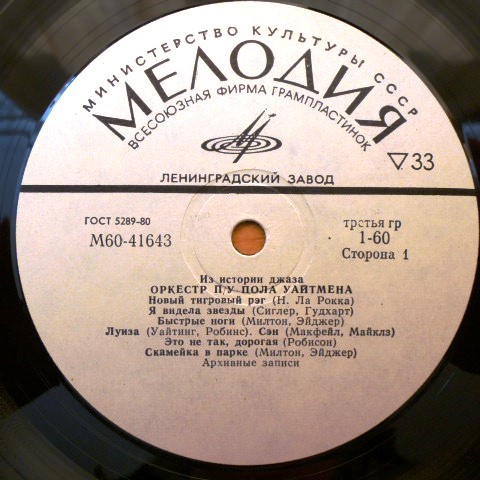 МИНИСТЕРСТВО КУЛЬТУРЫ СССР
МЕЛОДИЯ
ВСЕСОЮЗНАЯ ФИРМА ГРАМПЛАСТИНОК
33
ЛЕНИНГРАДСКИЙ ЗАВОД
ГОСТ 5289-80
М60-41643
третья гр
1-60
Сторона 1
Из истории джаза
ОРКЕСТР П/У ПОЛА УАЙТМЕНА
Новый тигровый рэг (Н. Ла Рокка)
Я видела звезды (Сиглер, Гудхарт)
Быстрые ноги (Милтон, Эйджер)
Луиза (Уайтинг, Робинс). Сэн (Макфейл, Майклз)
Это не так, дорогая (Робисон)
Скамейка в парке (Милтон, Эйджер)
Архивные записи